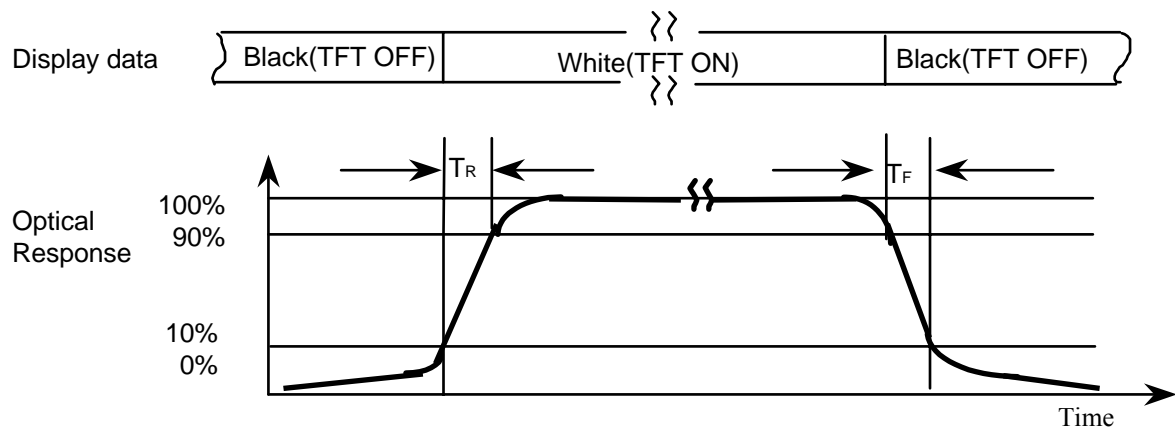 Display data
Black(TFT OFF)
White(TFT ON)
Black(TFT OFF)
TR
TF
Optical
Response
100%
90%
10%
0%
Time